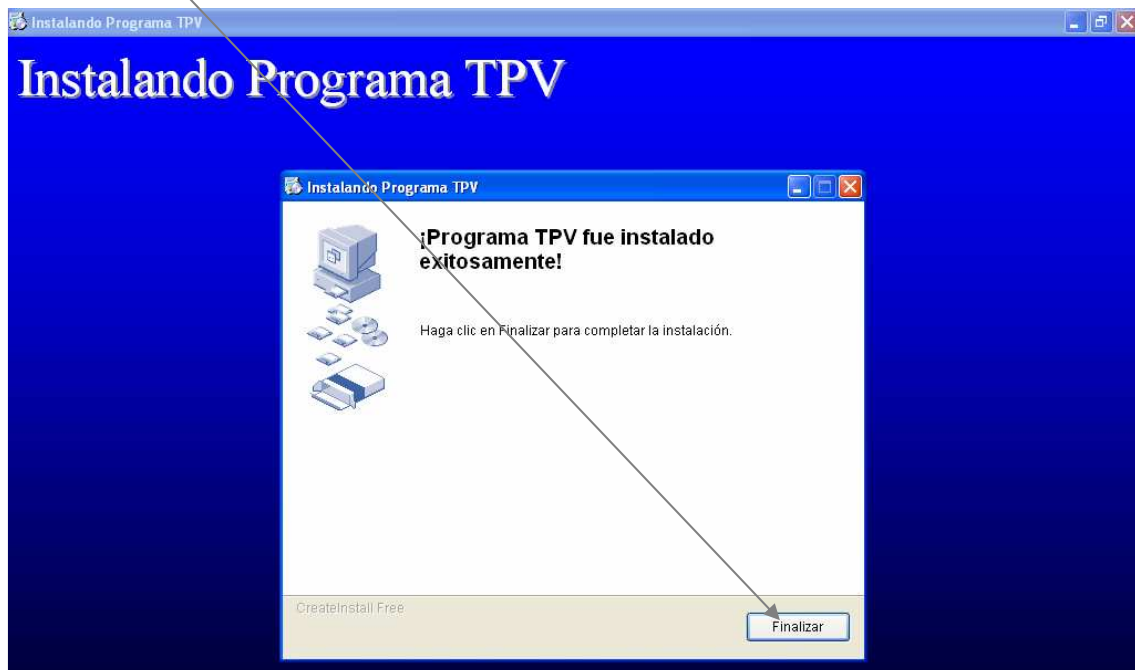 Instalando Programa TPV
Instalando Programa TPV
Instalando Programa TPV
¡Programa TPV fue instalado
exitosamente!
Haga clic en Finalizar para completar la instalación.
CreateInstall Free
Finalizar